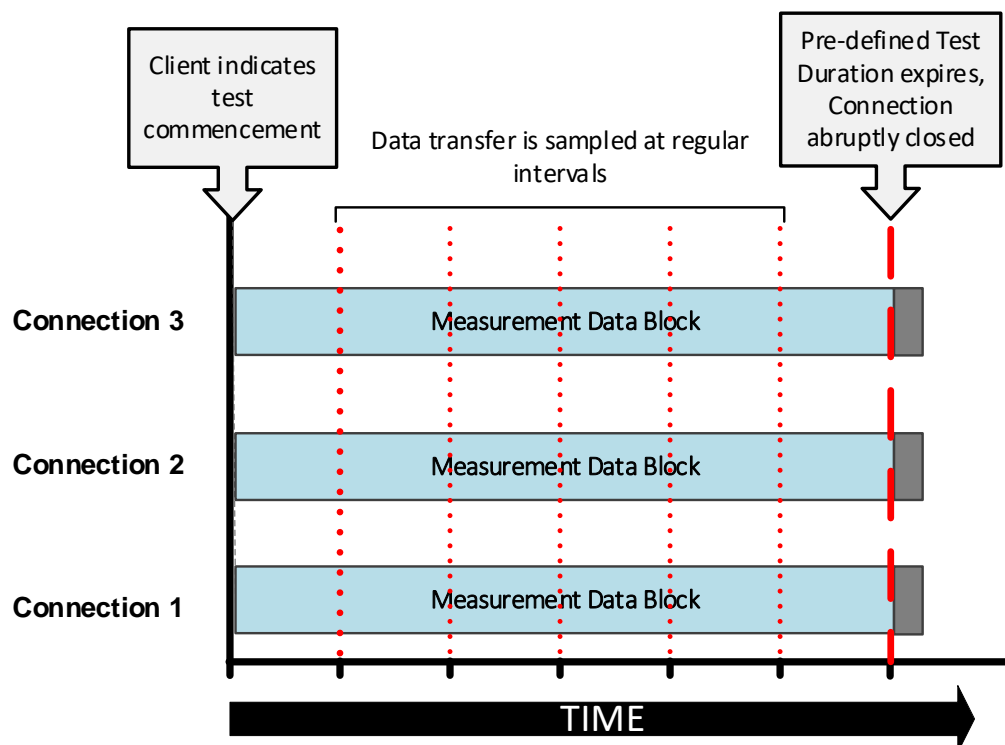 Client indicates
test
commencement
Pre-defined Test
Duration expires,
Connection
abruptly closed
Data transfer is sampled at regular
intervals
Connection 3
Measurement Data Block
Connection 2
Measurement Data Block
Connection 1
Measurement Data Block
TIME